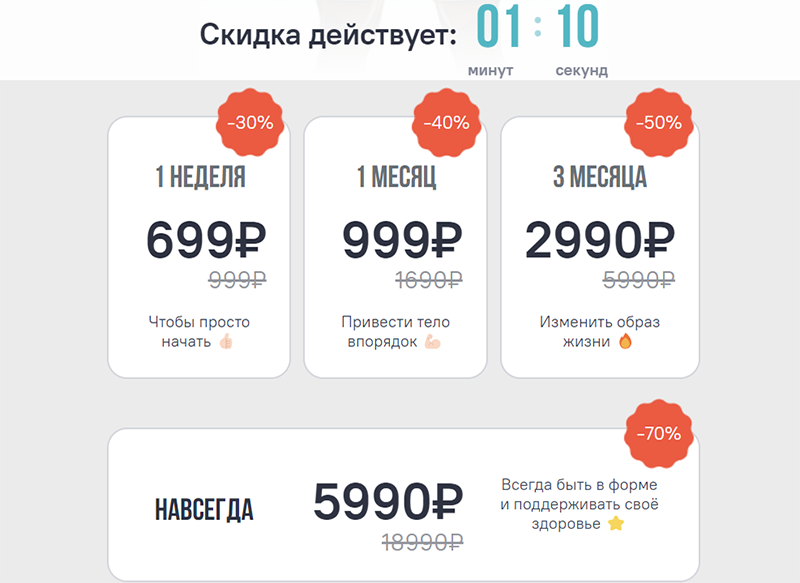 Скидка действует: 01 : 10
минут секунд
-30%
1 НЕДЕЛЯ
699₽
999₽
Чтобы просто
начать 👍🏻
-40%
1 МЕСЯЦ
999₽
1690₽
Привести тело
впорядок 💪🏻
-50%
3 МЕСЯЦА
2990₽
5990₽
Изменить образ
жизни 🔥
-70%
НАВСЕГДА
5990₽
18990₽
Всегда быть в форме
и поддерживать своё
здоровье ⭐